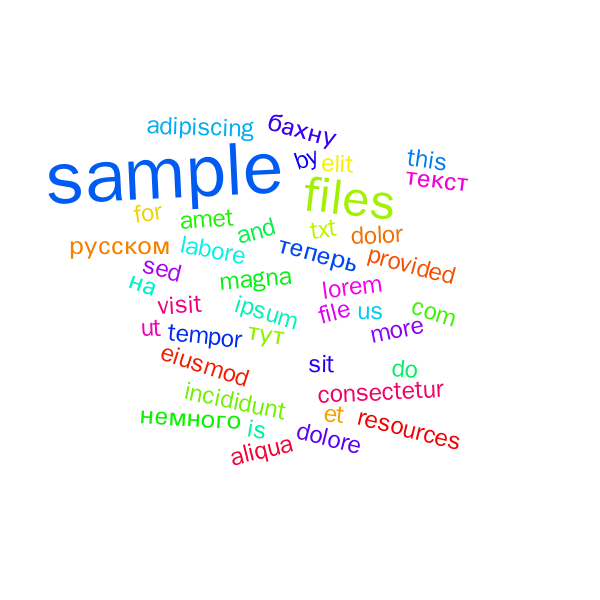 adipiscing
бахну
sample
by
elit
this
текст
files
for
amet
and
txt
dolor
русском
labore
теперь
provided
sed
на
magna
lorem
visit
ipsum
file
us
com
ut
tempor
тут
more
eiusmod
sit
do
incididunt
consectetur
немного
is
et
resources
aliqua
dolore